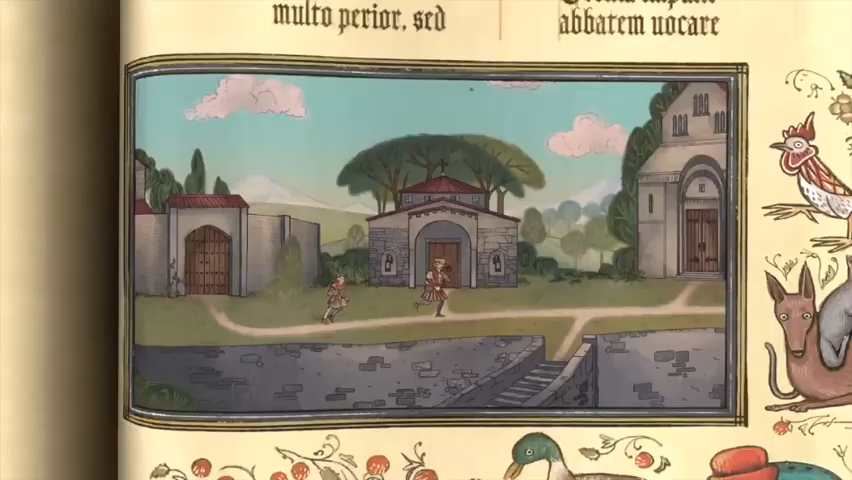 multo perior, sed
abbatem uocare